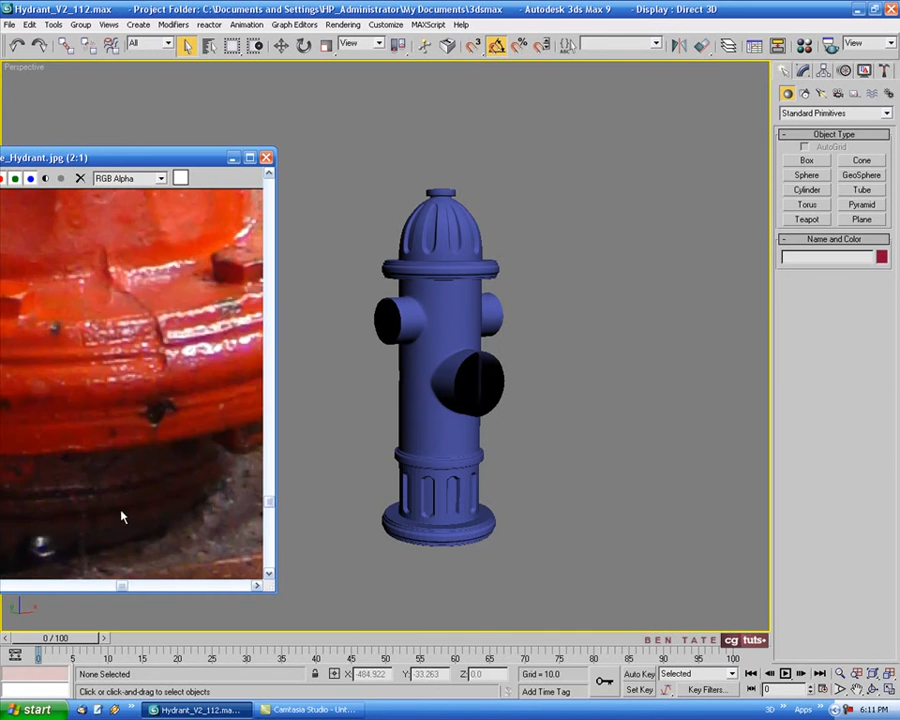 Hydrant_V2_112.max - Project Folder: C:\Documents and Settings\HP_Administrator\My Documents\3dsmax - Autodesk 3ds Max 9 - Display : Direct 3D
File Edit Tools Group Views Create Modifiers reactor Animation Graph Editors Rendering Customize MAXScript Help
All View View
Perspective
Standard Primitives
e_Hydrant.jpg (2:1)
RGB Alpha
- Object Type
AutoGrid
Box Cone
Sphere GeoSphere
Cylinder Tube
Torus Pyramid
Teapot Plane
- Name and Color
0 / 100
BEN TATE cg tuts+
0 5 10 15 20 25 30 35 40 45 50 55 60 65 70 75 80 85 90 95 100
None Selected X: -484.922 Y: -33.263 Z: 0.0 Grid = 10.0 Auto Key Selected
Click or click-and-drag to select objects Add Time Tag Set Key Key Filters... 0
start Hydrant_V2_112.ma... Camtasia Studio - Unt... 3D Apps 6:11 PM